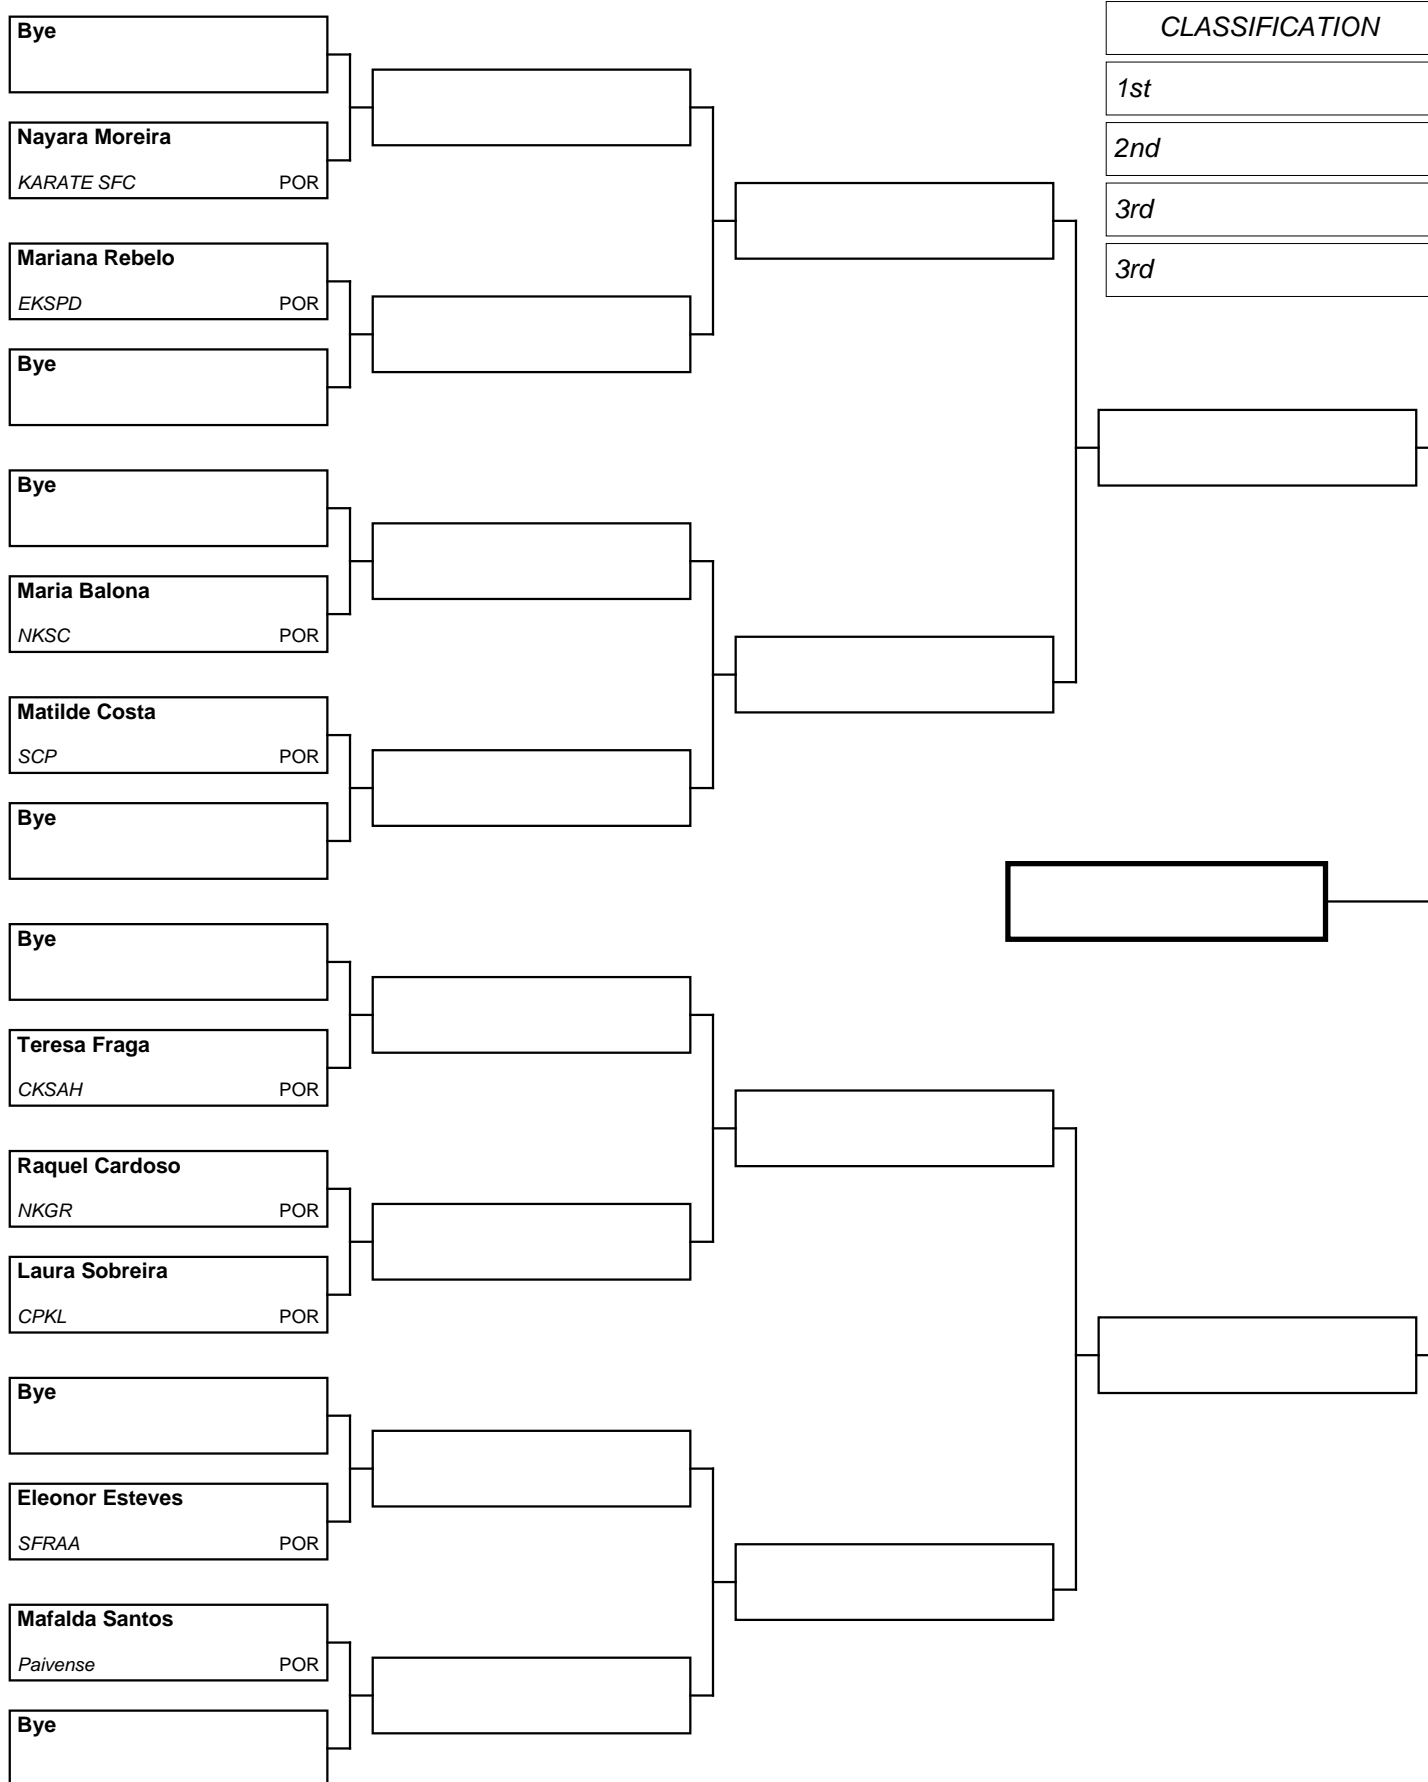 Bye
Nayara Moreira
KARATE SFC POR
Mariana Rebelo
EKSPD POR
Bye
Bye
Maria Balona
NKSC POR
Matilde Costa
SCP POR
Bye
Bye
Teresa Fraga
CKSAH POR
Raquel Cardoso
NKGR POR
Laura Sobreira
CPKL POR
Bye
Eleonor Esteves
SFRAA POR
Mafalda Santos
Paivense POR
Bye
CLASSIFICATION
1st
2nd
3rd
3rd